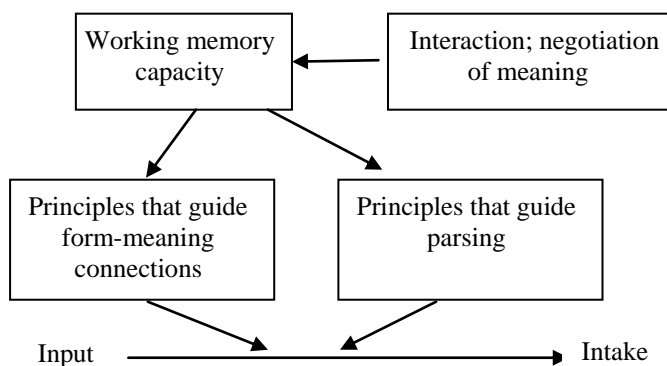 Working memory
capacity
Interaction; negotiation
of meaning
Principles that guide
form-meaning
connections
Principles that guide
parsing
Input
Intake